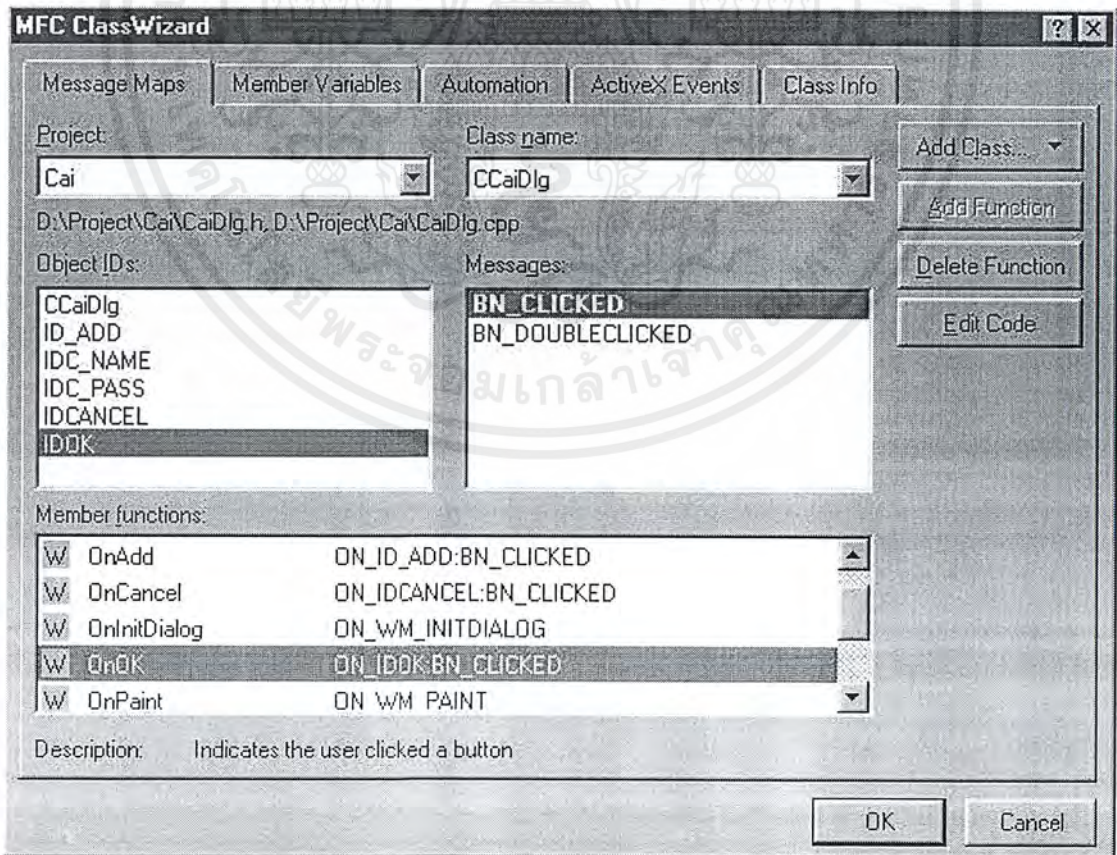 MFC ClassWizard
Message Maps Member Variables Automation ActiveX Events Class Info
Project: Class name: Add Class...
Cai CCaiDlg
Add Function
D:\Project\Cai\CaiDlg.h, D:\Project\Cai\CaiDlg.cpp
Object IDs: Messages: Delete Function
CCaiDlg BN_CLICKED
ID_ADD BN_DOUBLECLICKED Edit Code
IDC_NAME
IDC_PASS
IDCANCEL
IDOK
Member functions:
W OnAdd ON_ID_ADD:BN_CLICKED
W OnCancel ON_IDCANCEL:BN_CLICKED
W OnInitDialog ON_WM_INITDIALOG
W OnOK ON_IDOK:BN_CLICKED
W OnPaint ON_WM_PAINT
Description: Indicates the user clicked a button
OK Cancel